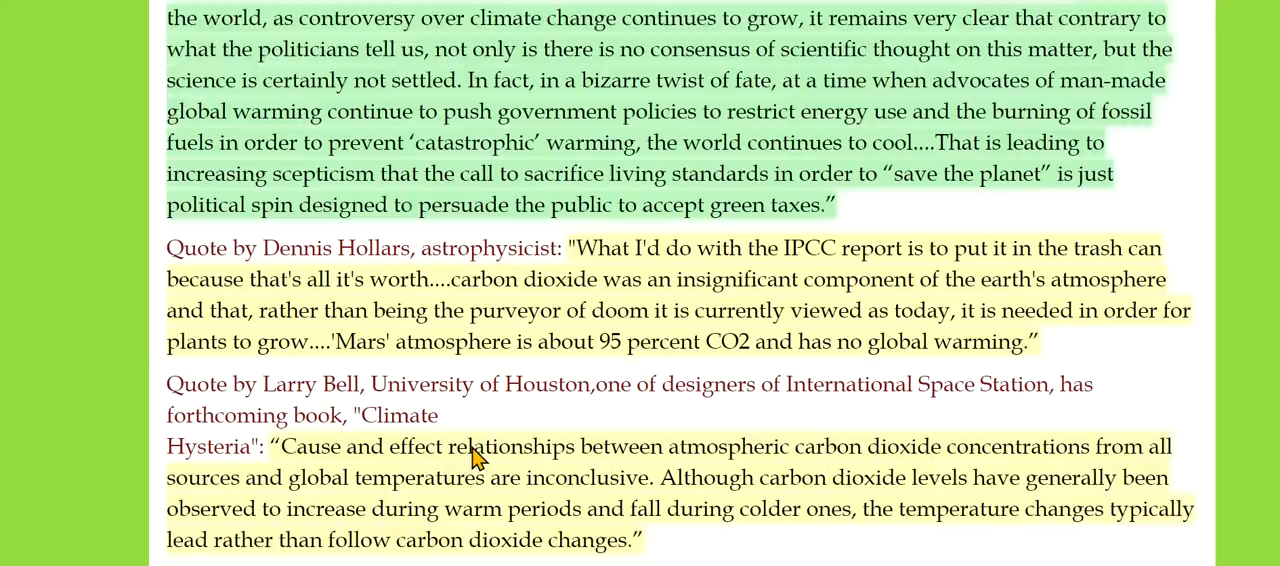 the world, as controversy over climate change continues to grow, it remains very clear that contrary to
what the politicians tell us, not only is there is no consensus of scientific thought on this matter, but the
science is certainly not settled. In fact, in a bizarre twist of fate, at a time when advocates of man-made
global warming continue to push government policies to restrict energy use and the burning of fossil
fuels in order to prevent ‘catastrophic’ warming, the world continues to cool....That is leading to
increasing scepticism that the call to sacrifice living standards in order to “save the planet” is just
political spin designed to persuade the public to accept green taxes.”
Quote by Dennis Hollars, astrophysicist: "What I'd do with the IPCC report is to put it in the trash can
because that's all it's worth....carbon dioxide was an insignificant component of the earth's atmosphere
and that, rather than being the purveyor of doom it is currently viewed as today, it is needed in order for
plants to grow....'Mars' atmosphere is about 95 percent CO2 and has no global warming.”
Quote by Larry Bell, University of Houston,one of designers of International Space Station, has
forthcoming book, "Climate
Hysteria": “Cause and effect relationships between atmospheric carbon dioxide concentrations from all
sources and global temperatures are inconclusive. Although carbon dioxide levels have generally been
observed to increase during warm periods and fall during colder ones, the temperature changes typically
lead rather than follow carbon dioxide changes.”